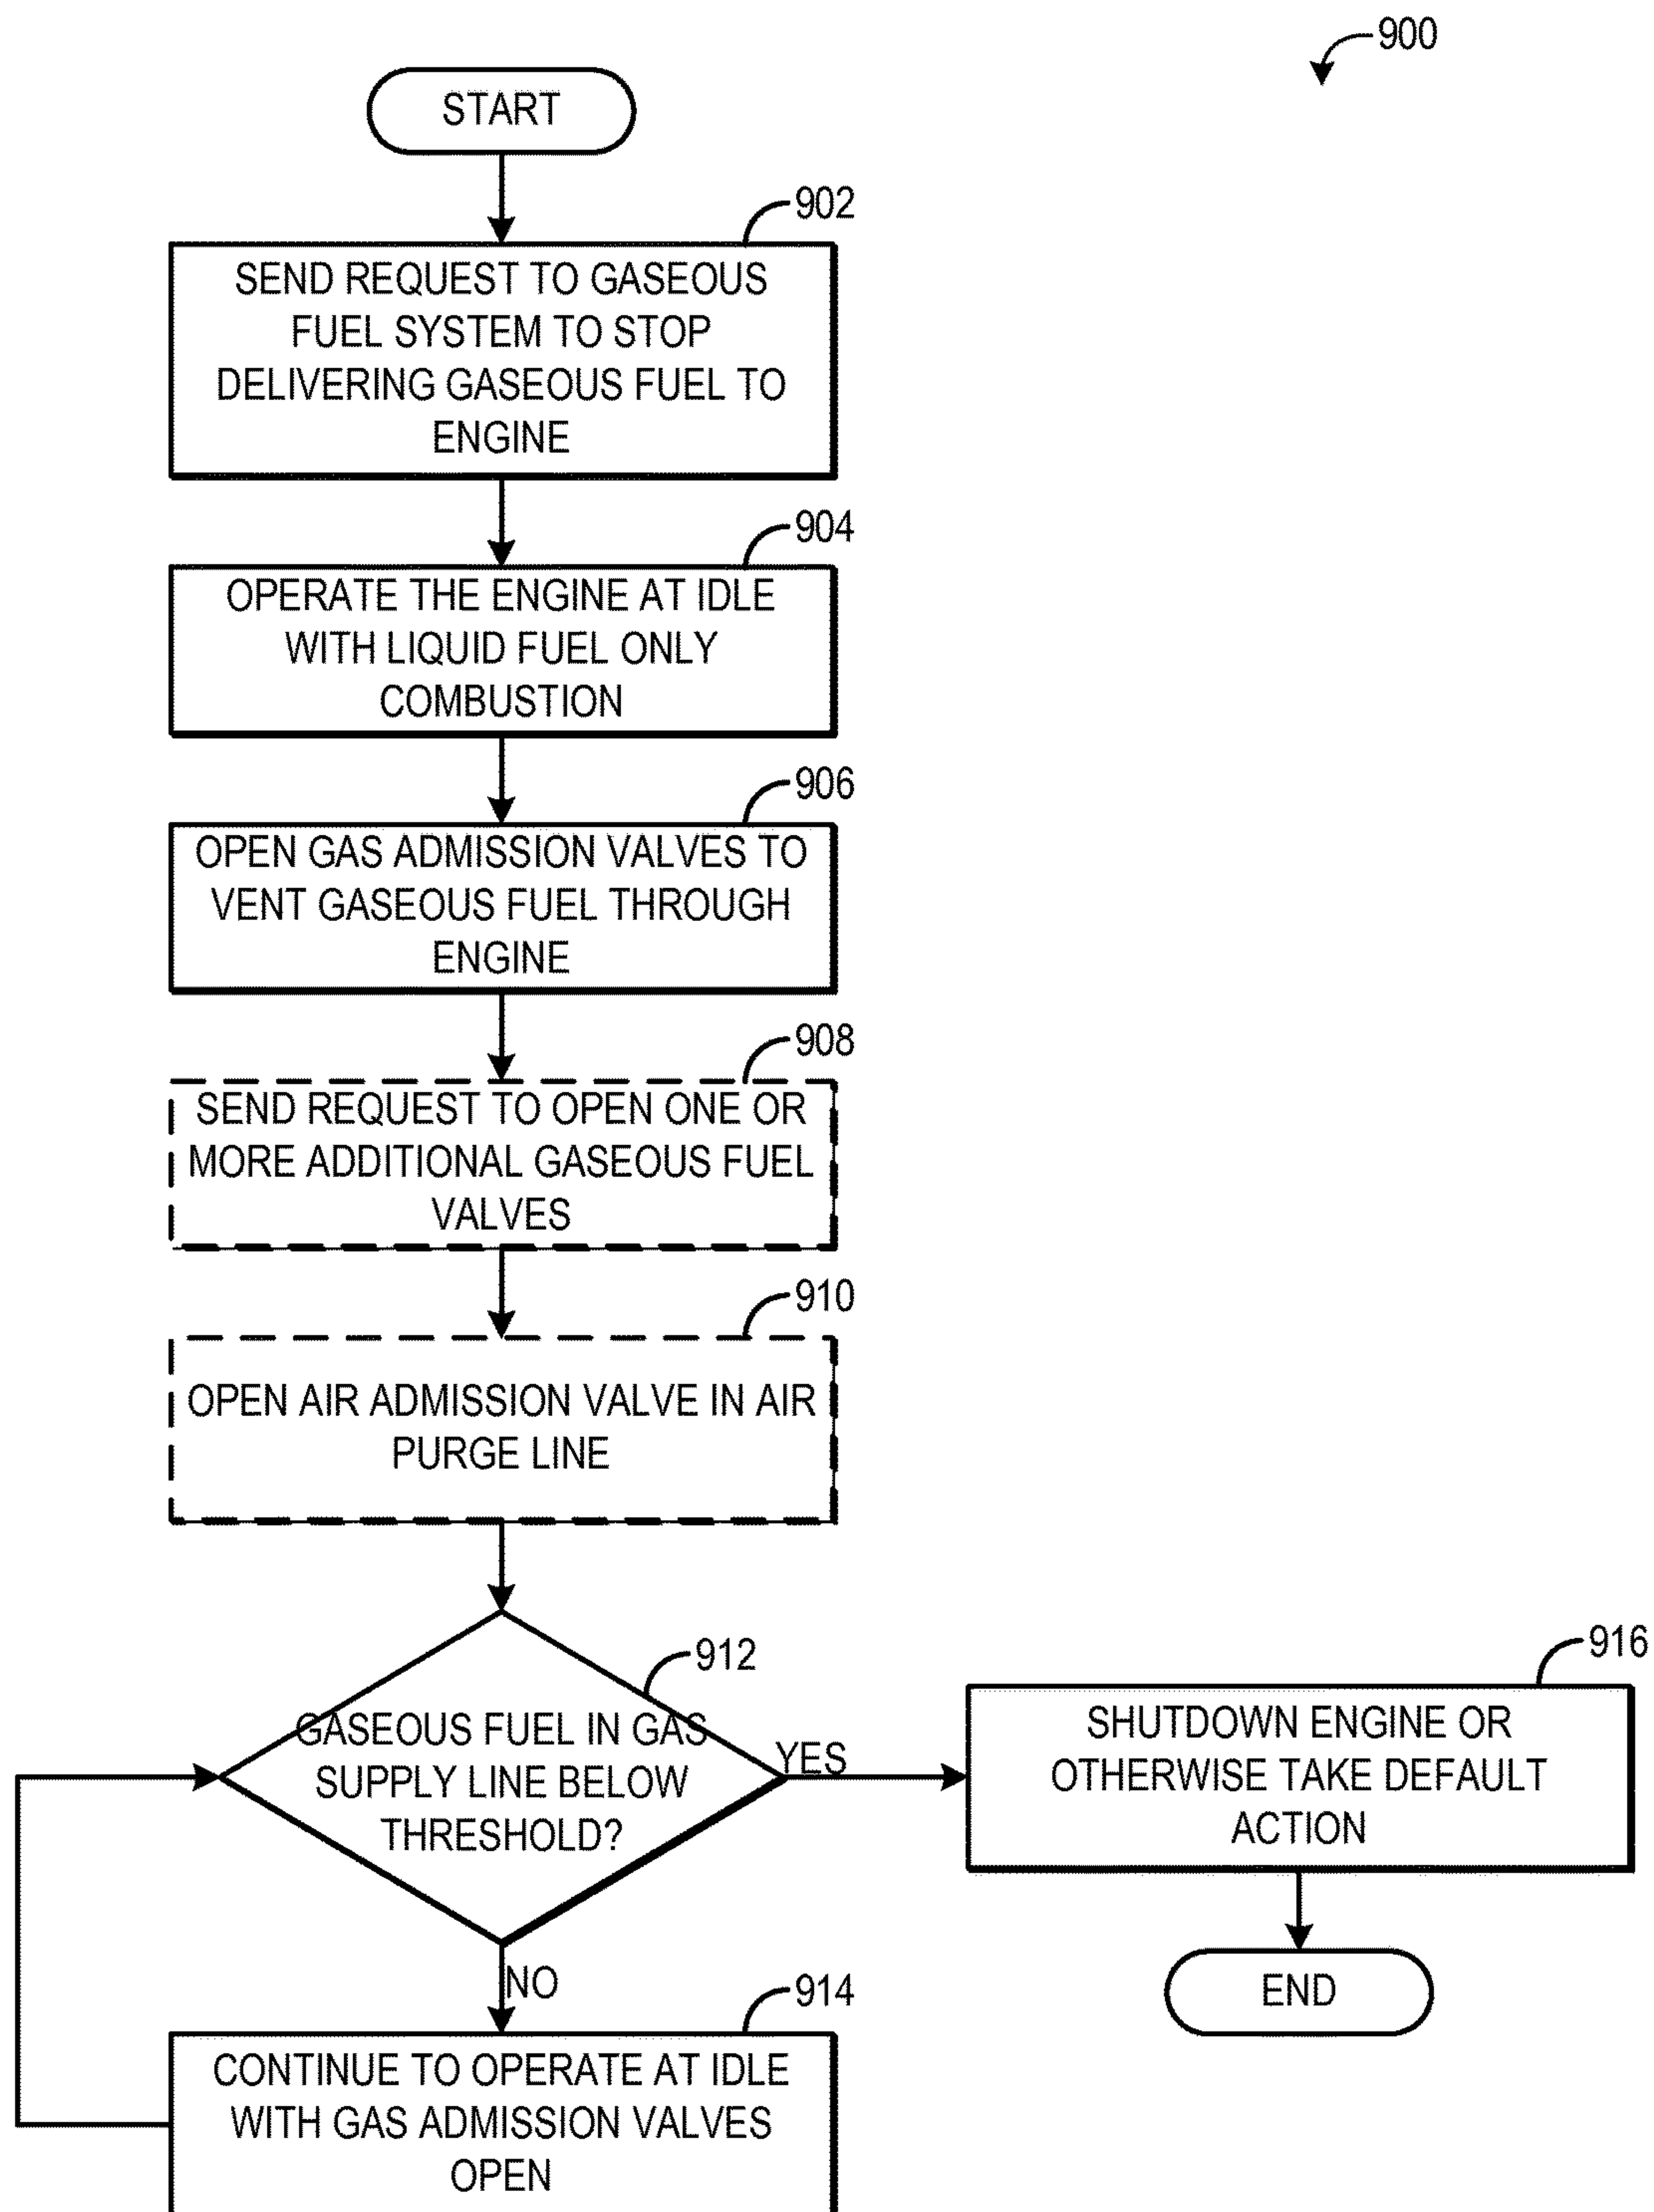 900
START
902
SEND REQUEST TO GASEOUS
FUEL SYSTEM TO STOP
DELIVERING GASEOUS FUEL TO
ENGINE
904
OPERATE THE ENGINE AT IDLE
WITH LIQUID FUEL ONLY
COMBUSTION
906
OPEN GAS ADMISSION VALVES TO
VENT GASEOUS FUEL THROUGH
ENGINE
908
SEND REQUEST TO OPEN ONE OR
MORE ADDITIONAL GASEOUS FUEL
VALVES
910
OPEN AIR ADMISSION VALVE IN AIR
PURGE LINE
912
GASEOUS FUEL IN GAS
SUPPLY LINE BELOW
THRESHOLD?
YES
916
SHUTDOWN ENGINE OR
OTHERWISE TAKE DEFAULT
ACTION
END
NO
914
CONTINUE TO OPERATE AT IDLE
WITH GAS ADMISSION VALVES
OPEN